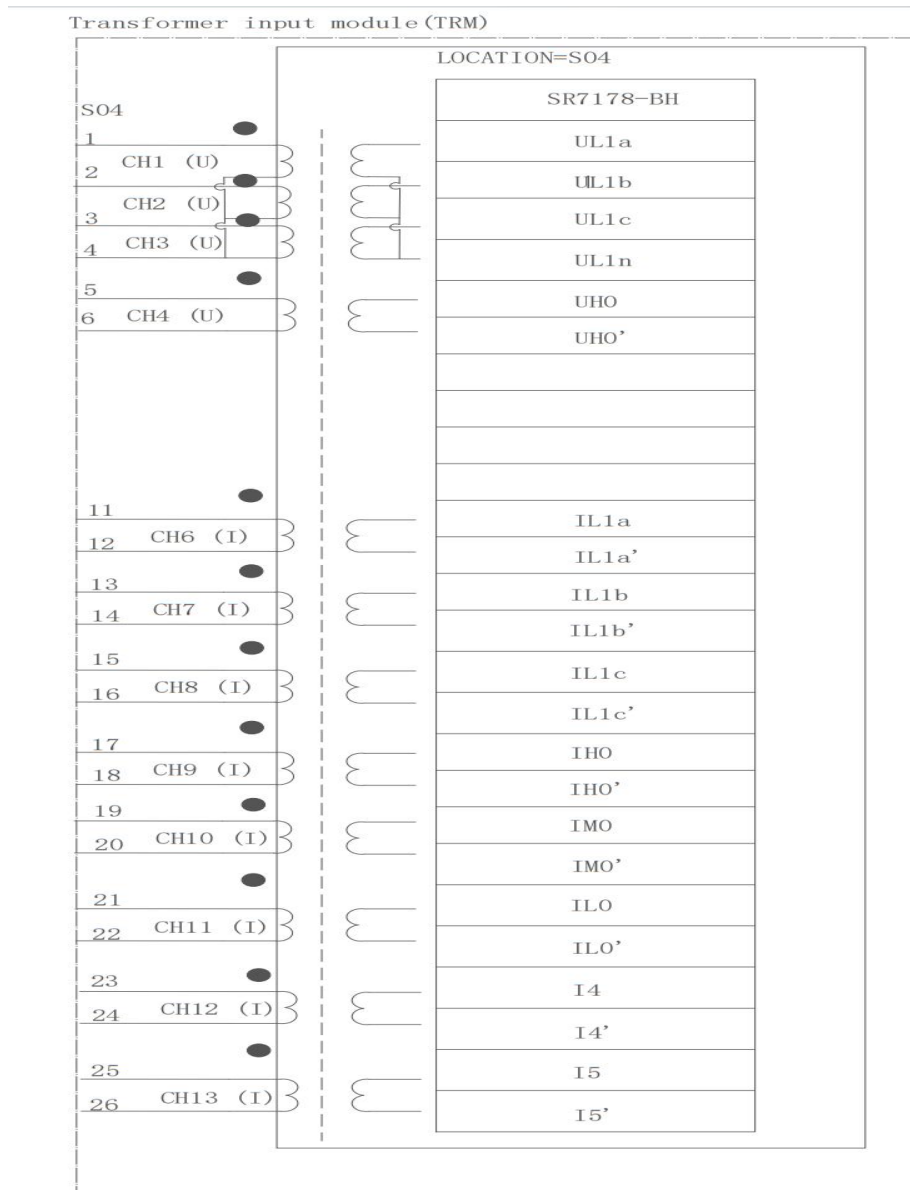 Transformer input module(TRM)
LOCATION=S04
SR7178-BH
S04
1
UL1a
CH1 (U)
2
UL1b
CH2 (U)
3
UL1c
CH3 (U)
4
UL1n
5
UHO
6
CH4 (U)
UHO’
11
IL1a
12
CH6 (I)
IL1a’
13
IL1b
14
CH7 (I)
IL1b’
15
IL1c
16
CH8 (I)
IL1c’
17
IHO
18
CH9 (I)
IHO’
19
IMO
20
CH10 (I)
IMO’
21
ILO
22
CH11 (I)
ILO’
23
I4
24
CH12 (I)
I4’
25
I5
26
CH13 (I)
I5’